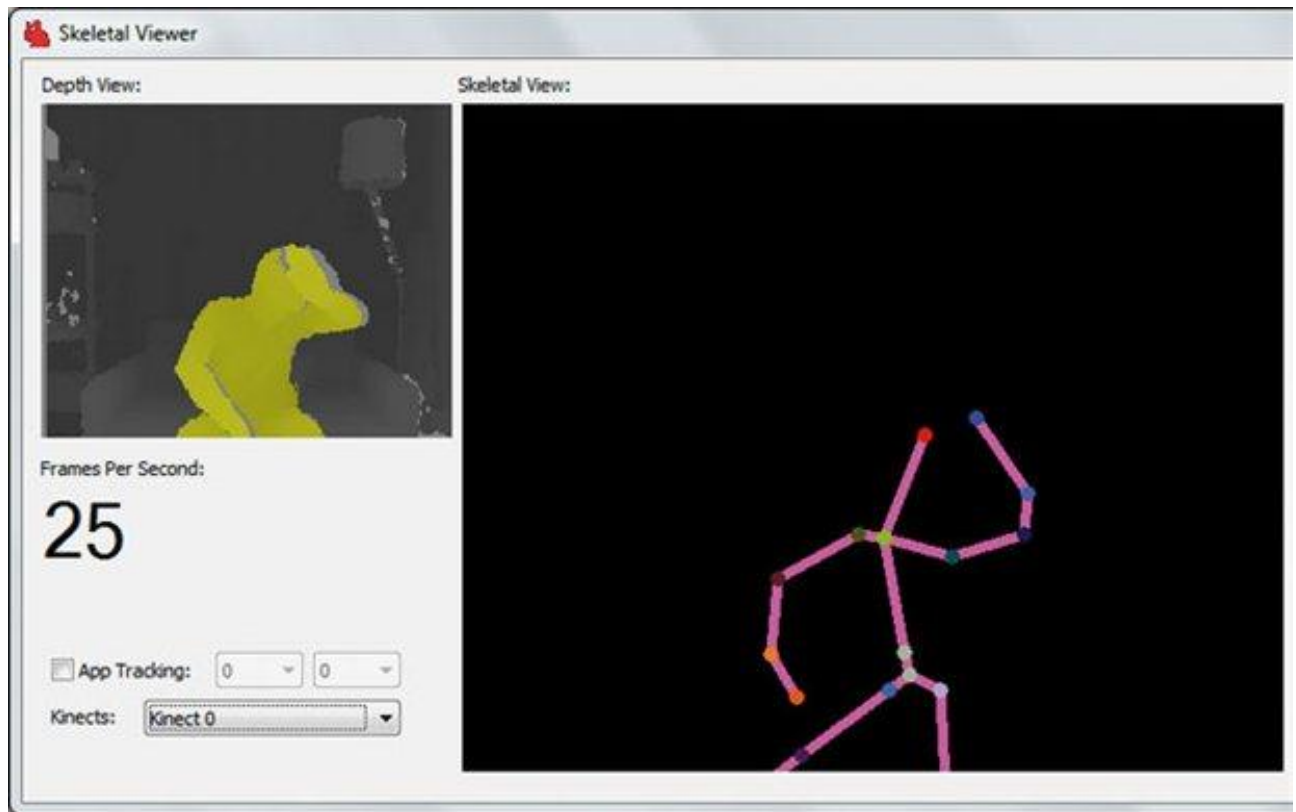 Skeletal Viewer
Depth View:
Skeletal View:
Frames Per Second:
25
App Tracking: 0 0
Kinects: Kinect 0